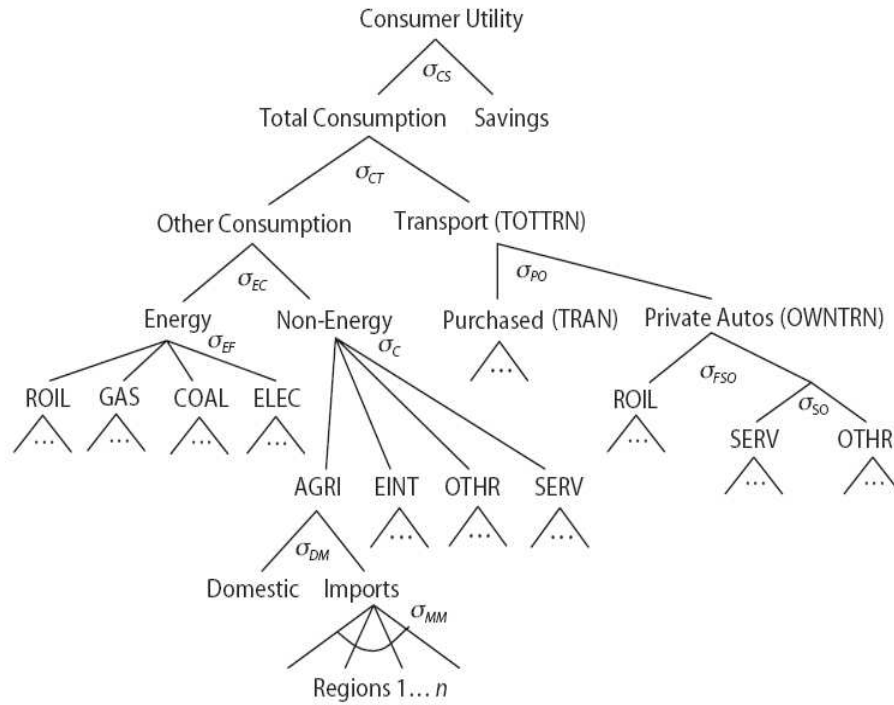 Consumer Utility
σCS
Total Consumption Savings
σCT
Other Consumption Transport (TOTTRN)
σEC σPO
Energy Non-Energy Purchased (TRAN) Private Autos (OWNTRN)
σEF σC
... σFSO
ROIL GAS COAL ELEC ROIL σSO
... ... ... ... ... SERV OTHR
... ...
AGRI EINT OTHR SERV
... ... ...
σDM
Domestic Imports
σMM
Regions 1... n